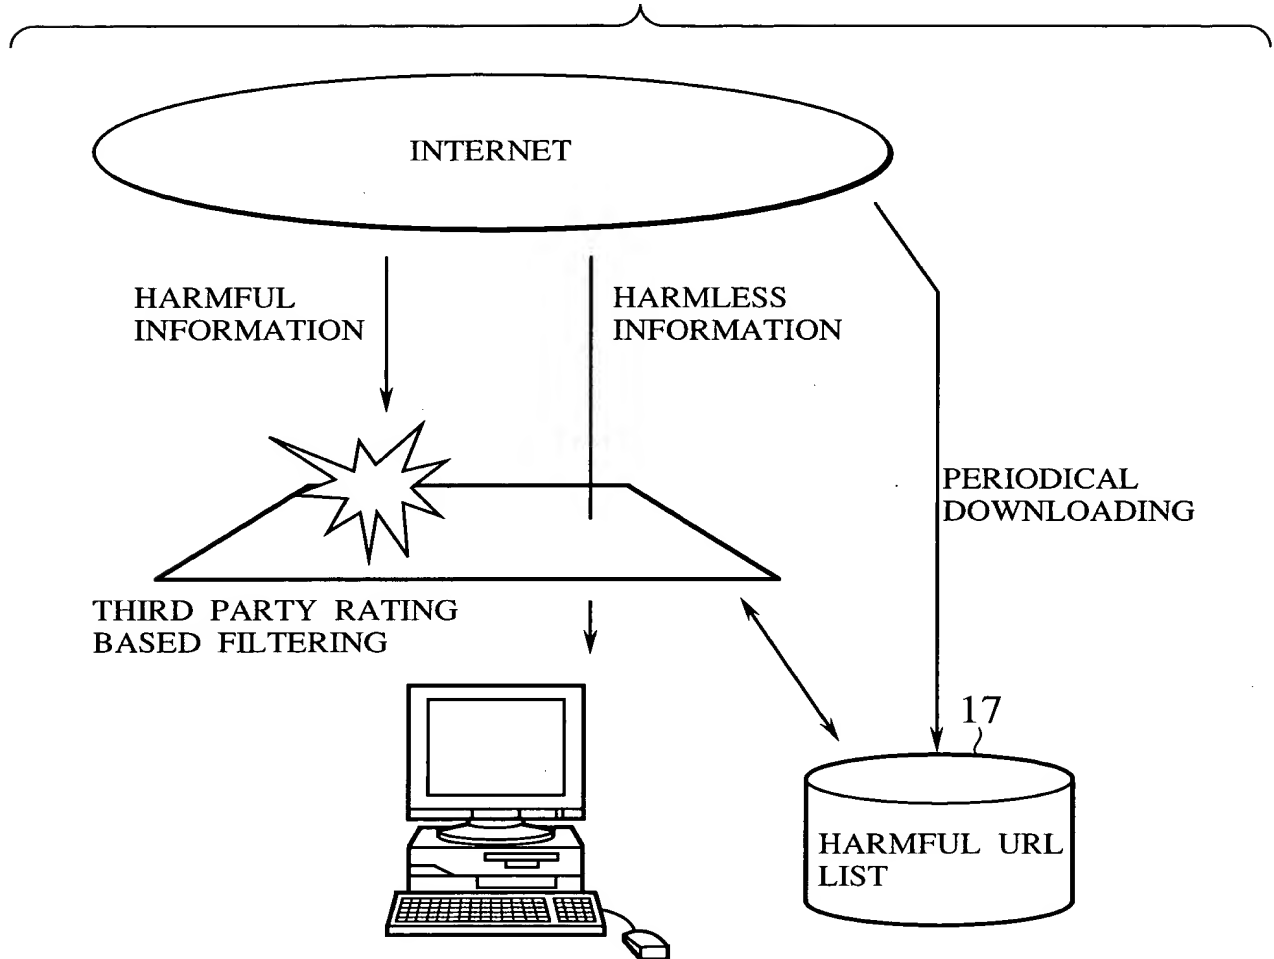 INTERNET
HARMFUL
INFORMATION
HARMLESS
INFORMATION
PERIODICAL
DOWNLOADING
THIRD PARTY RATING
BASED FILTERING
17
HARMFUL URL
LIST